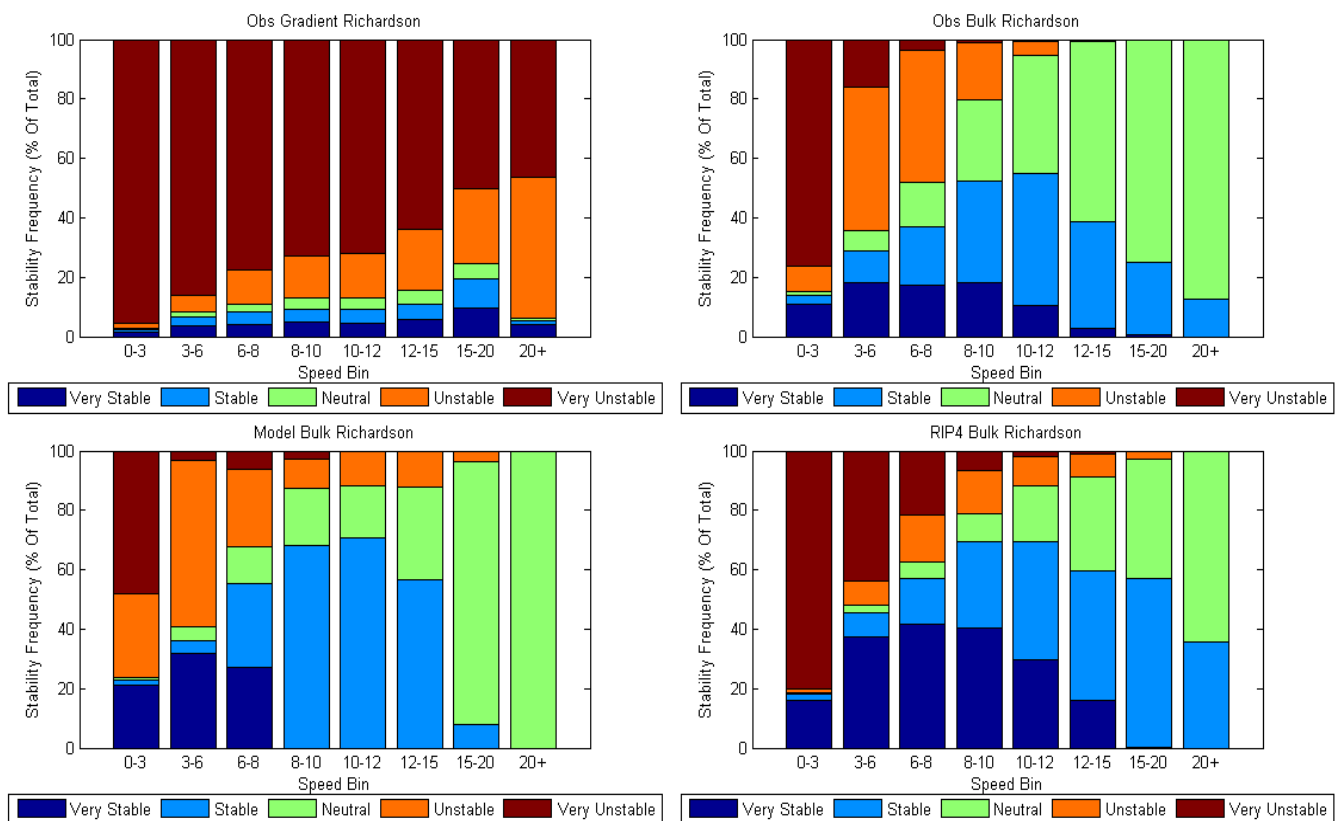 Obs Gradient Richardson
Stability Frequency (% Of Total)
100
80
60
40
20
0
0-3 3-6 6-8 8-10 10-12 12-15 15-20 20+
Speed Bin
Very Stable Stable Neutral Unstable Very Unstable
Obs Bulk Richardson
Stability Frequency (% Of Total)
100
80
60
40
20
0
0-3 3-6 6-8 8-10 10-12 12-15 15-20 20+
Speed Bin
Very Stable Stable Neutral Unstable Very Unstable
Model Bulk Richardson
Stability Frequency (% Of Total)
100
80
60
40
20
0
0-3 3-6 6-8 8-10 10-12 12-15 15-20 20+
Speed Bin
Very Stable Stable Neutral Unstable Very Unstable
RIP4 Bulk Richardson
Stability Frequency (% Of Total)
100
80
60
40
20
0
0-3 3-6 6-8 8-10 10-12 12-15 15-20 20+
Speed Bin
Very Stable Stable Neutral Unstable Very Unstable